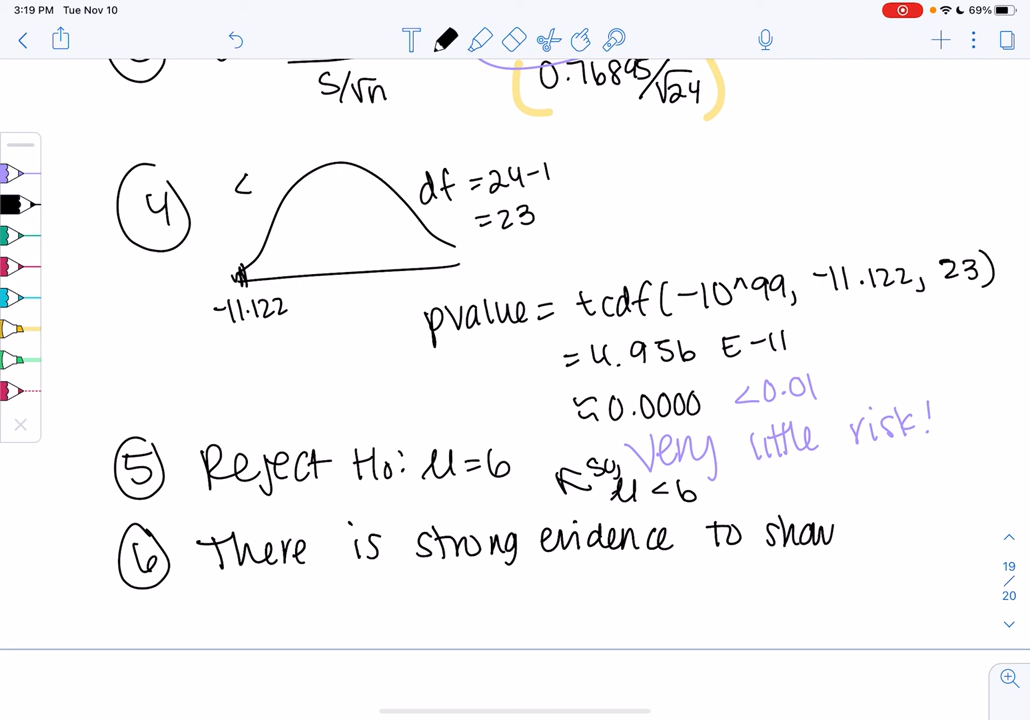 3:19 PM Tue Nov 10
69%
T
S/√n
0.76845/√24
4
<
df = 24-1
= 23
-11.122
pvalue = tcdf(-10^99, -11.122, 23)
= 4.956 E-11
≈ 0.0000 <0.01
very little risk!
5 Reject Ho: μ=6
so, μ < 6
6 There is strong evidence to show
19
/
20